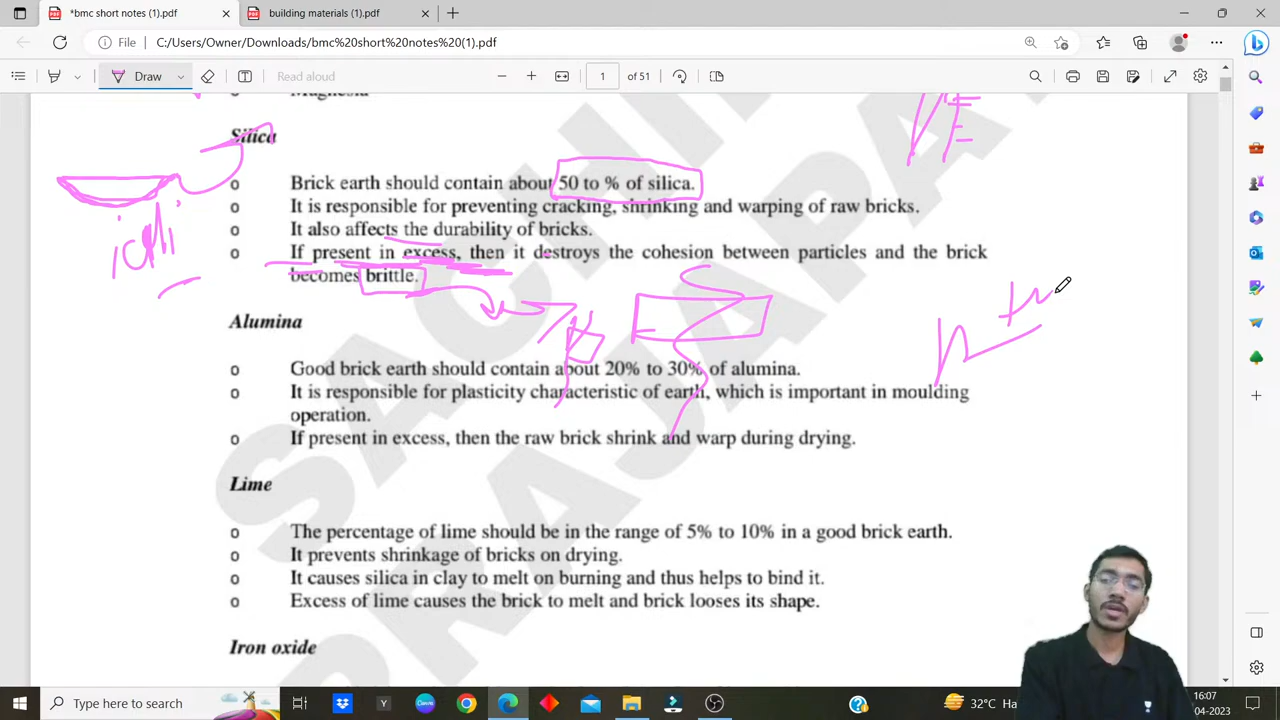 *bmc short notes (1).pdf
building materials (1).pdf
File
C:/Users/Owner/Downloads/bmc%20short%20notes%20(1).pdf
Draw
Read aloud
1
of 51
Magnesia
Silica
o Brick earth should contain about 50 to % of silica.
o It is responsible for preventing cracking, shrinking and warping of raw bricks.
o It also affects the durability of bricks.
o If present in excess, then it destroys the cohesion between particles and the brick
becomes brittle.
Alumina
o Good brick earth should contain about 20% to 30% of alumina.
o It is responsible for plasticity characteristic of earth, which is important in moulding
operation.
o If present in excess, then the raw brick shrink and warp during drying.
Lime
o The percentage of lime should be in the range of 5% to 10% in a good brick earth.
o It prevents shrinkage of bricks on drying.
o It causes silica in clay to melt on burning and thus helps to bind it.
o Excess of lime causes the brick to melt and brick looses its shape.
Iron oxide
SACHIN
PRAJAPAT
Type here to search
32°C Ha
16:07
04-2023